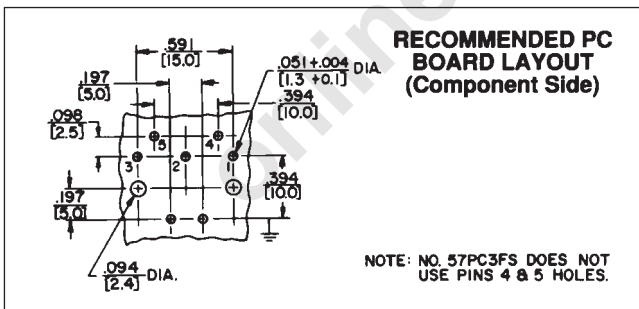 RECOMMENDED PC
BOARD LAYOUT
(Component Side)
.591
[15.0]
.051+.004 DIA.
[1.3 +0.1]
.197
[5.0]
.394
[10.0]
.098
[2.5]
5
4
3
2
1
.394
[10.0]
.197
[5.0]
.094 DIA.
[2.4]
NOTE: NO. 57PC3FS DOES NOT
USE PINS 4 & 5 HOLES.